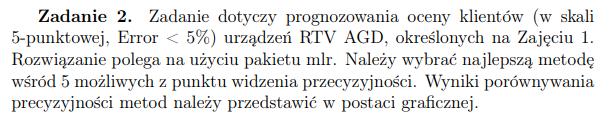 Zadanie 2. Zadanie dotyczy prognozowania oceny klientów (w skali
5-punktowej, Error < 5%) urządzeń RTV AGD, określonych na Zajęciu 1.
Rozwiązanie polega na użyciu pakietu mlr. Należy wybrać najlepszą metodę
wśród 5 możliwych z punktu widzenia przecyzyjności. Wyniki porównywania
precyzyjności metod należy przedstawić w postaci graficznej.